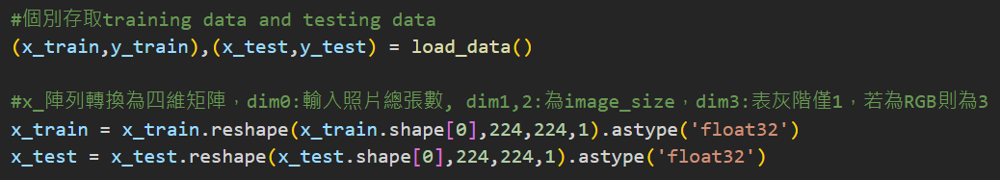 #個別存取training data and testing data
(x_train,y_train),(x_test,y_test) = load_data()
#x_陣列轉換為四維矩陣，dim0:輸入照片總張數, dim1,2:為image_size，dim3:表灰階僅1，若為RGB則為3
x_train = x_train.reshape(x_train.shape[0],224,224,1).astype('float32')
x_test = x_test.reshape(x_test.shape[0],224,224,1).astype('float32')